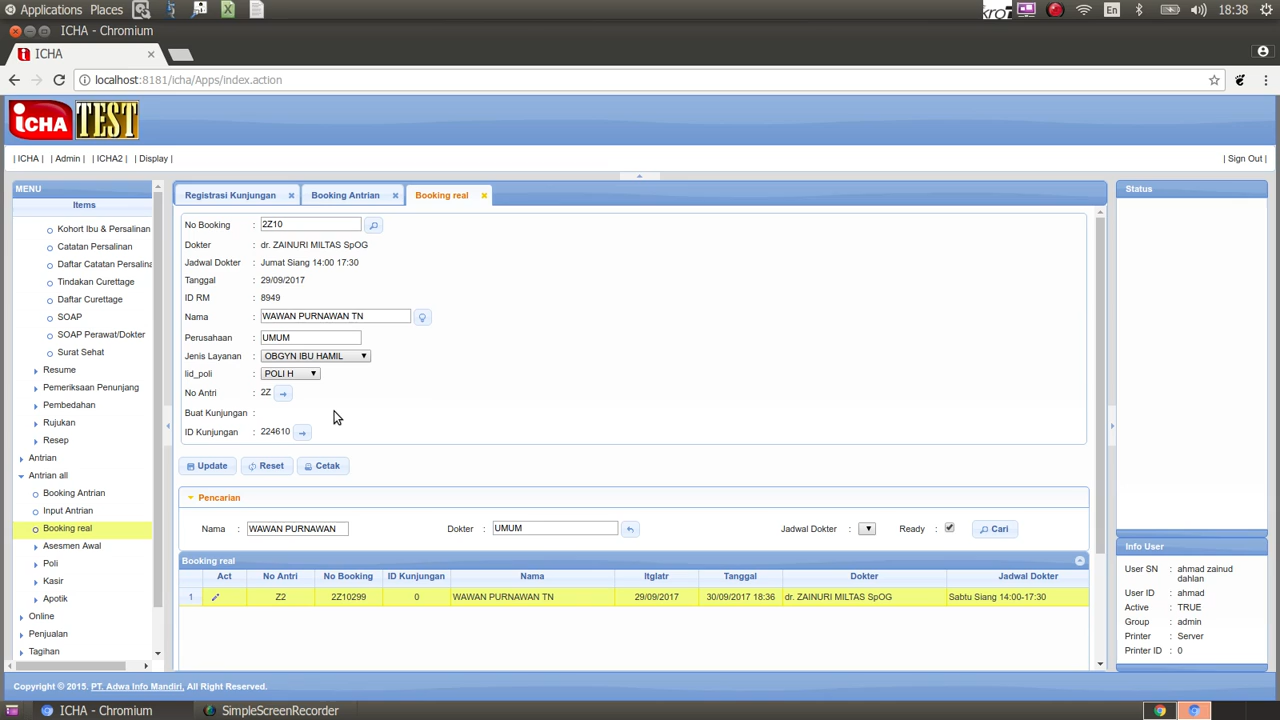 Applications Places
En
18:38
ICHA - Chromium
ICHA
localhost:8181/icha/Apps/index.action
iCHA TEST
| ICHA | | Admin | | ICHA2 | | Display |
| Sign Out |
MENU
Items
Kohort Ibu & Persalinan
Catatan Persalinan
Daftar Catatan Persalina
Tindakan Curettage
Daftar Curettage
SOAP
SOAP Perawat/Dokter
Surat Sehat
Resume
Pemeriksaan Penunjang
Pembedahan
Rujukan
Resep
Antrian
Antrian all
Booking Antrian
Input Antrian
Booking real
Asesmen Awal
Poli
Kasir
Apotik
Online
Penjualan
Tagihan
Registrasi Kunjungan
Booking Antrian
Booking real
No Booking : 2Z10
Dokter : dr. ZAINURI MILTAS SpOG
Jadwal Dokter : Jumat Siang 14:00 17:30
Tanggal : 29/09/2017
ID RM : 8949
Nama : WAWAN PURNAWAN TN
Perusahaan : UMUM
Jenis Layanan : OBGYN IBU HAMIL
lid_poli : POLI H
No Antri : 2Z
Buat Kunjungan :
ID Kunjungan : 224610
Update Reset Cetak
Pencarian
Nama : WAWAN PURNAWAN Dokter : UMUM Jadwal Dokter : Ready : Cari
Booking real
Act No Antri No Booking ID Kunjungan Nama ltglatr Tanggal Dokter Jadwal Dokter
1 Z2 2Z10299 0 WAWAN PURNAWAN TN 29/09/2017 30/09/2017 18:36 dr. ZAINURI MILTAS SpOG Sabtu Siang 14:00-17:30
Status
Info User
User SN : ahmad zainud dahlan
User ID : ahmad
Active : TRUE
Group : admin
Printer : Server
Printer ID : 0
Copyright © 2015. PT. Adwa Info Mandiri, All Right Reserved.
ICHA - Chromium
SimpleScreenRecorder